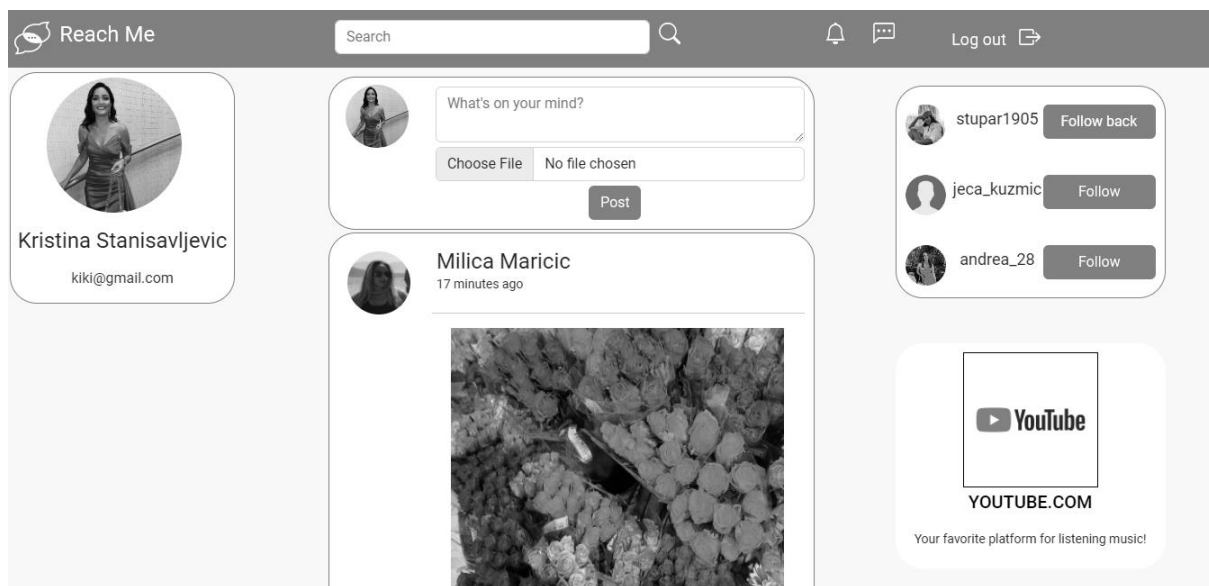 Reach Me
Search
Log out
Kristina Stanisavljevic
kiki@gmail.com
What's on your mind?
Choose File No file chosen
Post
Milica Maricic
17 minutes ago
stupar1905 Follow back
jeca_kuzmic Follow
andrea_28 Follow
YouTube
YOUTUBE.COM
Your favorite platform for listening music!